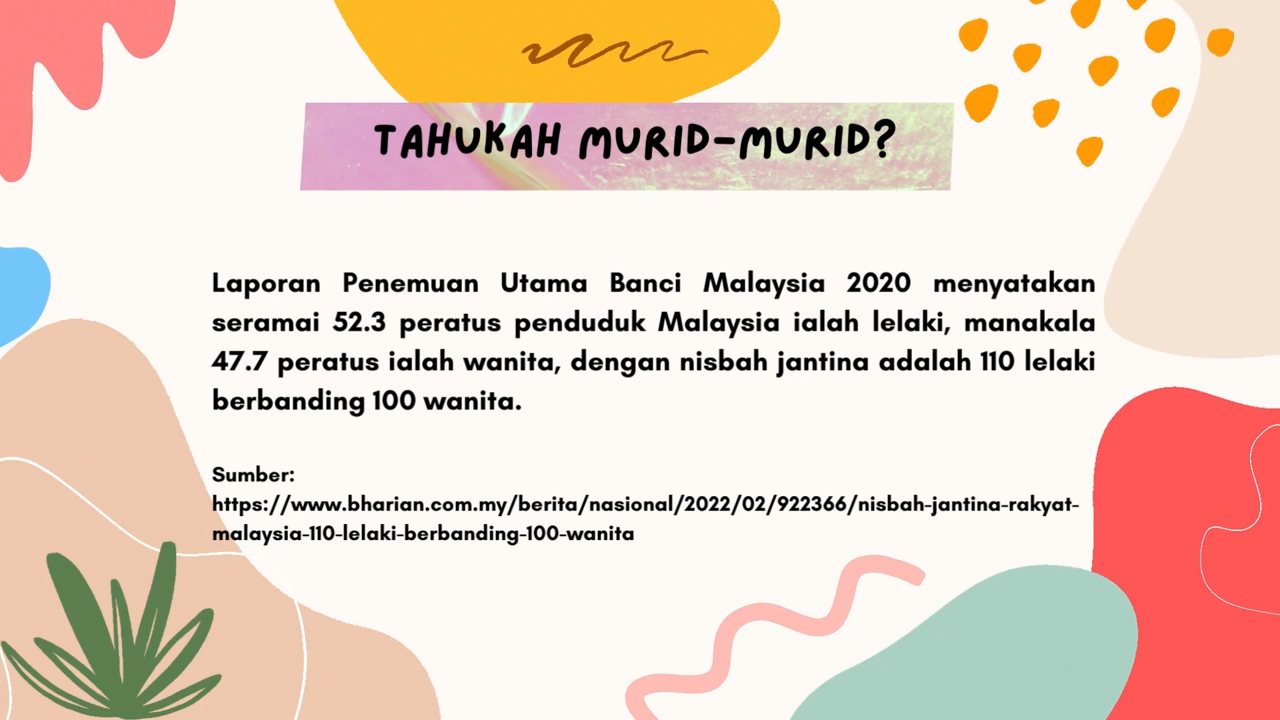 TAHUKAH MURID-MURID?
Laporan Penemuan Utama Banci Malaysia 2020 menyatakan
seramai 52.3 peratus penduduk Malaysia ialah lelaki, manakala
47.7 peratus ialah wanita, dengan nisbah jantina adalah 110 lelaki
berbanding 100 wanita.
Sumber:
https://www.bharian.com.my/berita/nasional/2022/02/922366/nisbah-jantina-rakyat-
malaysia-110-lelaki-berbanding-100-wanita